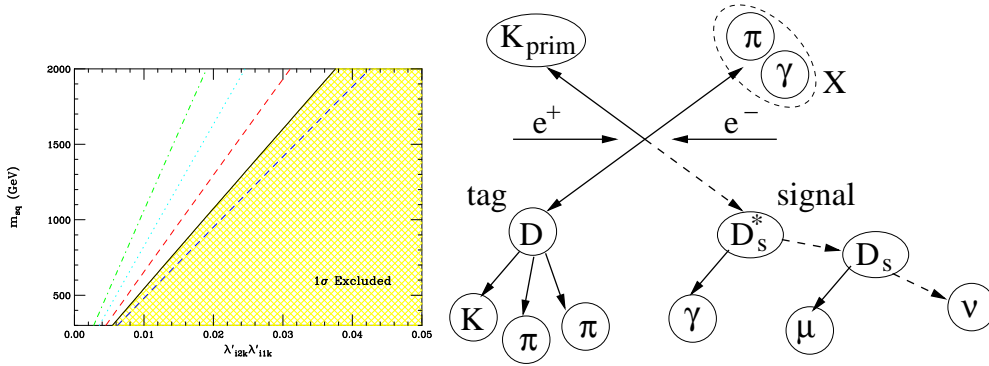 2000
1500
1000
500
m_sq (GeV)
0.00 0.01 0.02 0.03 0.04 0.05
λ'_i2k λ'_i1k
1σ Excluded
K_prim
π
γ
X
e⁺
e⁻
tag
signal
D
D_s^*
D_s
K
π
π
γ
μ
ν